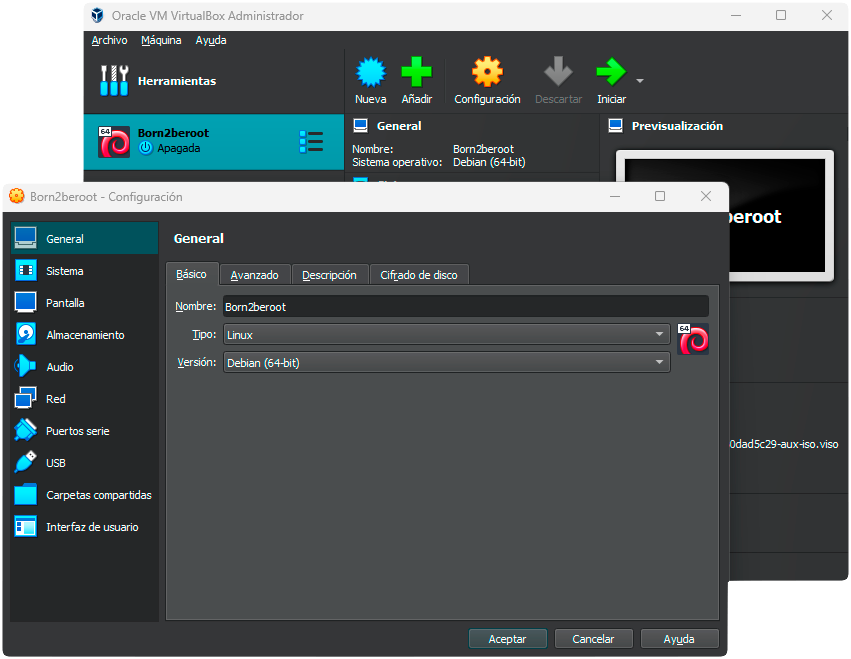 Oracle VM VirtualBox Administrador
Archivo Máquina Ayuda
Herramientas
Nueva Añadir Configuración Descartar Iniciar
64 Born2beroot
Apagada
General
Nombre: Born2beroot
Sistema operativo: Debian (64-bit)
Previsualización
beroot
0dad5c29-aux-iso.viso
Born2beroot - Configuración
General
Sistema
Pantalla
Almacenamiento
Audio
Red
Puertos serie
USB
Carpetas compartidas
Interfaz de usuario
General
Básico Avanzado Descripción Cifrado de disco
Nombre: Born2beroot
Tipo: Linux
64
Versión: Debian (64-bit)
Aceptar Cancelar Ayuda